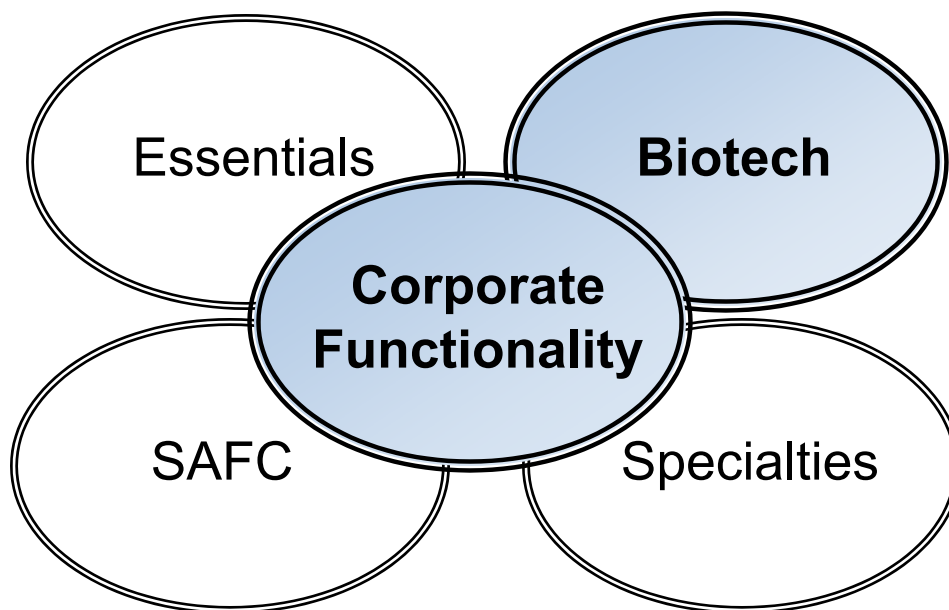 Essentials
Biotech
Corporate
Functionality
SAFC
Specialties